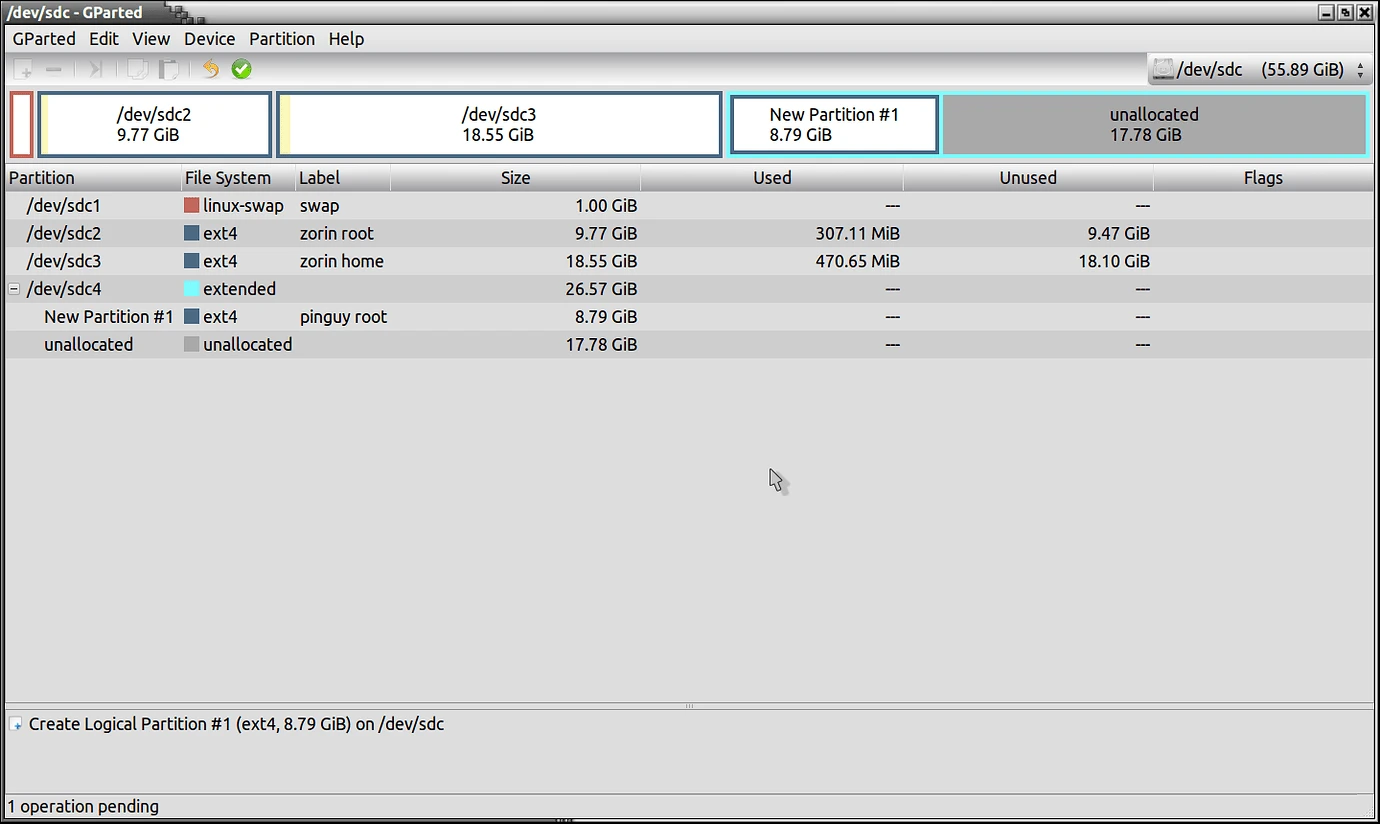 /dev/sdc - GParted
GParted Edit View Device Partition Help
/dev/sdc (55.89 GiB)
/dev/sdc2
9.77 GiB
/dev/sdc3
18.55 GiB
New Partition #1
8.79 GiB
unallocated
17.78 GiB
Partition File System Label Size Used Unused Flags
/dev/sdc1 linux-swap swap 1.00 GiB --- ---
/dev/sdc2 ext4 zorin root 9.77 GiB 307.11 MiB 9.47 GiB
/dev/sdc3 ext4 zorin home 18.55 GiB 470.65 MiB 18.10 GiB
/dev/sdc4 extended 26.57 GiB --- ---
New Partition #1 ext4 pinguy root 8.79 GiB --- ---
unallocated unallocated 17.78 GiB --- ---
Create Logical Partition #1 (ext4, 8.79 GiB) on /dev/sdc
1 operation pending